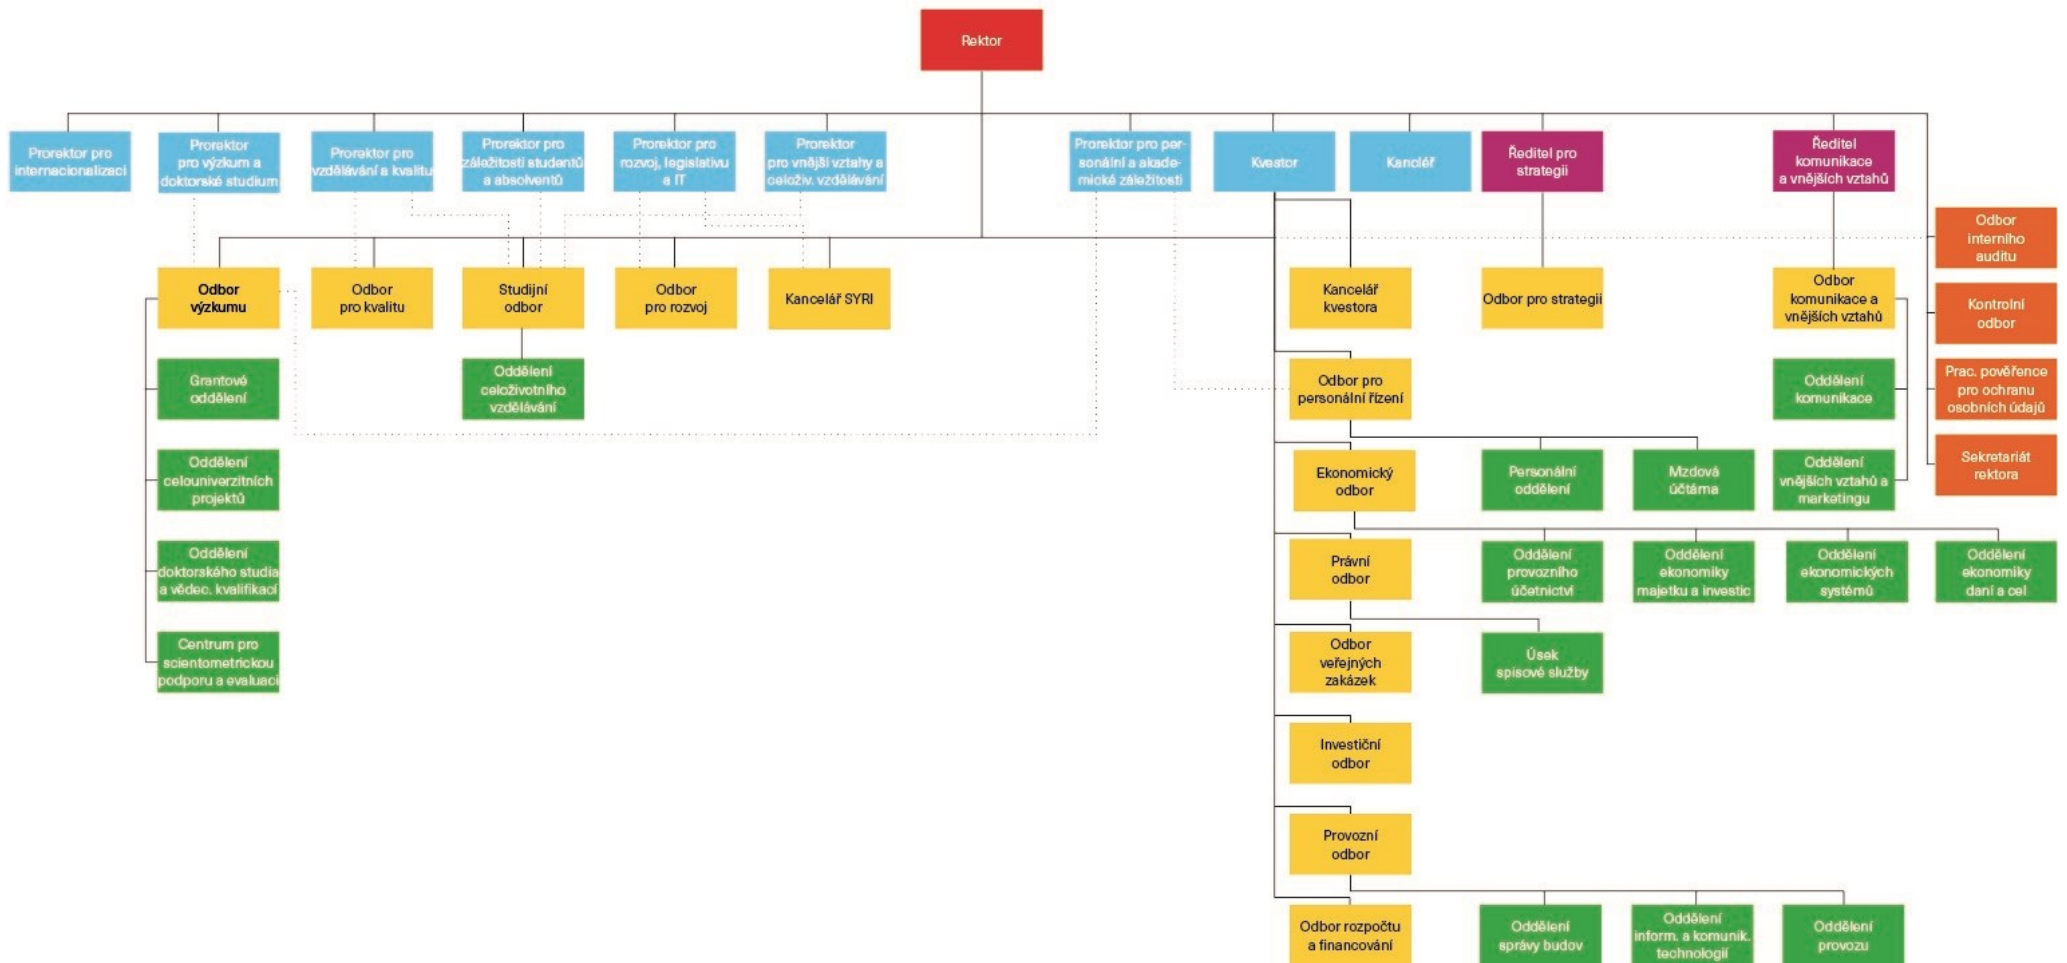 Rektor
Prorektor pro
internacionalizaci
Prorektor
pro výzkum a
doktorské studium
Prorektor pro
vzdělávání a kvalitu
Prorektor pro
záležitosti studentů
a absolventů
Prorektor pro
rozvoj, legislativu
a IT
Prorektor
pro vnější vztahy a
celoživ. vzdělávání
Prorektor pro per-
sonální a akade-
mické záležitosti
Kvestor
Kancléř
Ředitel pro
strategii
Ředitel
komunikace
a vnějších vztahů
Odbor
interního
auditu
Kontrolní
odbor
Prac. pověřence
pro ochranu
osobních údajů
Sekretariát
rektora
Odbor
výzkumu
Odbor
pro kvalitu
Studijní
odbor
Odbor
pro rozvoj
Kancelář SYRI
Kancelář
kvestora
Odbor pro strategii
Odbor
komunikace a
vnějších vztahů
Grantové
oddělení
Oddělení
celoživotního
vzdělávání
Odbor pro
personální řízení
Oddělení
komunikace
Oddělení
celouniverzitních
projektů
Ekonomický
odbor
Personální
oddělení
Mzdová
účtárna
Oddělení
vnějších vztahů a
marketingu
Oddělení
doktorského studia
a vědec. kvalifikací
Právní
odbor
Oddělení
provozního
účetnictví
Oddělení
ekonomiky
majetku a investic
Oddělení
ekonomických
systémů
Oddělení
ekonomiky
daní a cel
Centrum pro
scientometrickou
podporu a evaluaci
Odbor
veřejných
zakázek
Úsek
spisové služby
Investiční
odbor
Provozní
odbor
Odbor rozpočtu
a financování
Oddělení
správy budov
Oddělení
inform. a komunik.
technologií
Oddělení
provozu